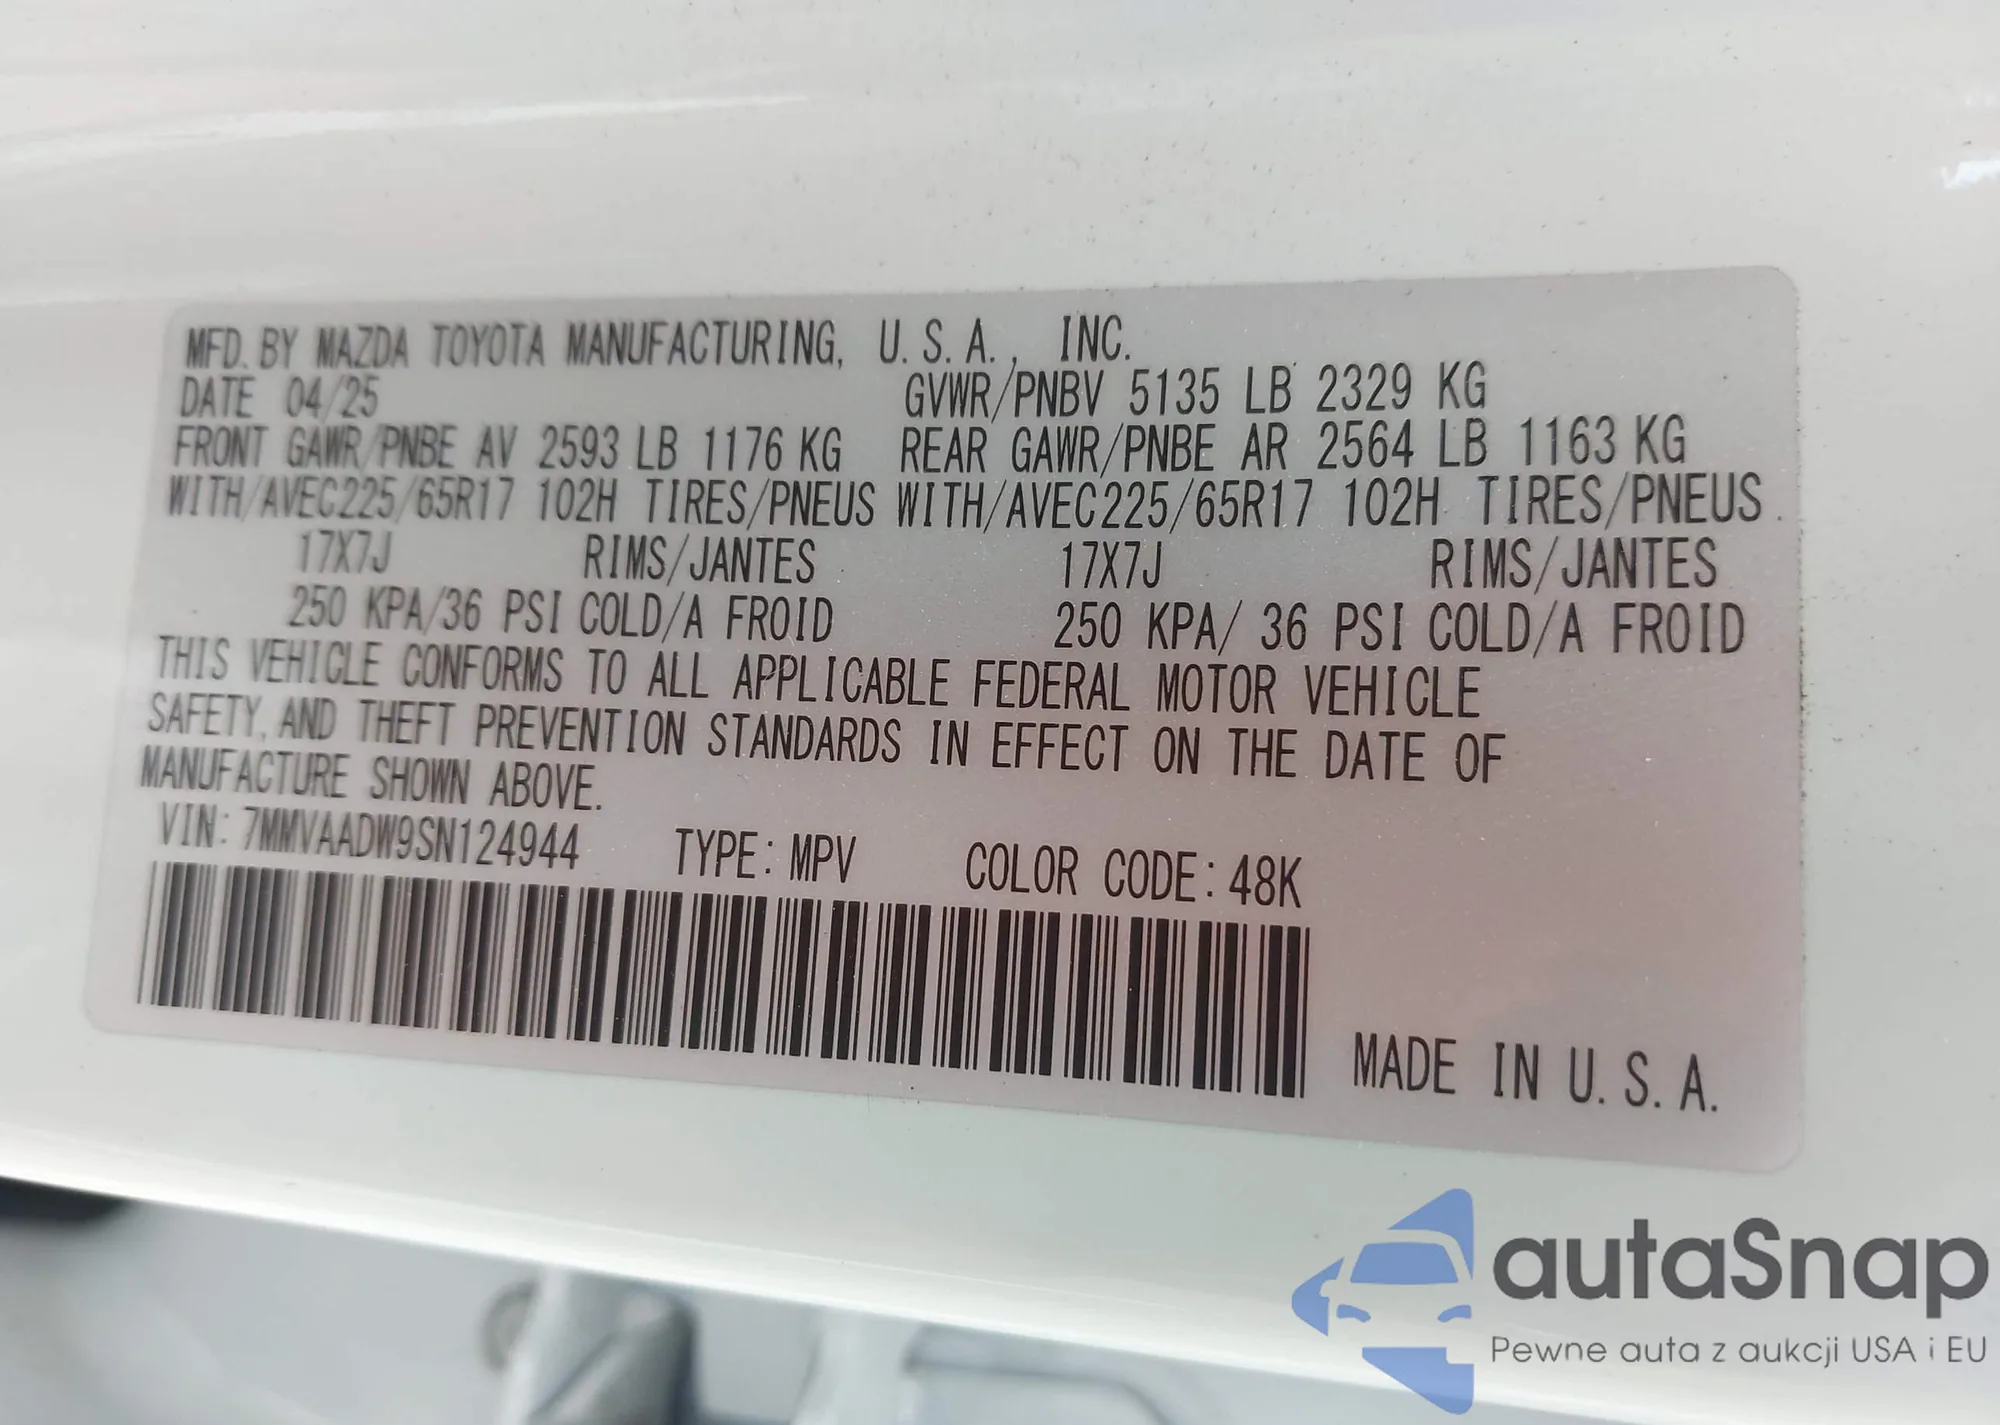 MFD. BY MAZDA TOYOTA MANUFACTURING, U. S. A., INC.
DATE 04/25 GVWR/PNBV 5135 LB 2329 KG
FRONT GAWR/PNBE AV 2593 LB 1176 KG REAR GAWR/PNBE AR 2564 LB 1163 KG
WITH/AVEC225/65R17 102H TIRES/PNEUS WITH/AVEC225/65R17 102H TIRES/PNEUS
17X7J RIMS/JANTES 17X7J RIMS/JANTES
250 KPA/36 PSI COLD/A FROID 250 KPA/ 36 PSI COLD/A FROID
THIS VEHICLE CONFORMS TO ALL APPLICABLE FEDERAL MOTOR VEHICLE
SAFETY, AND THEFT PREVENTION STANDARDS IN EFFECT ON THE DATE OF
MANUFACTURE SHOWN ABOVE.
VIN: 7MMVAADW9SN124944 TYPE: MPV COLOR CODE: 48K
MADE IN U. S. A.
autaSnap
Pewne auta z aukcji USA i EU